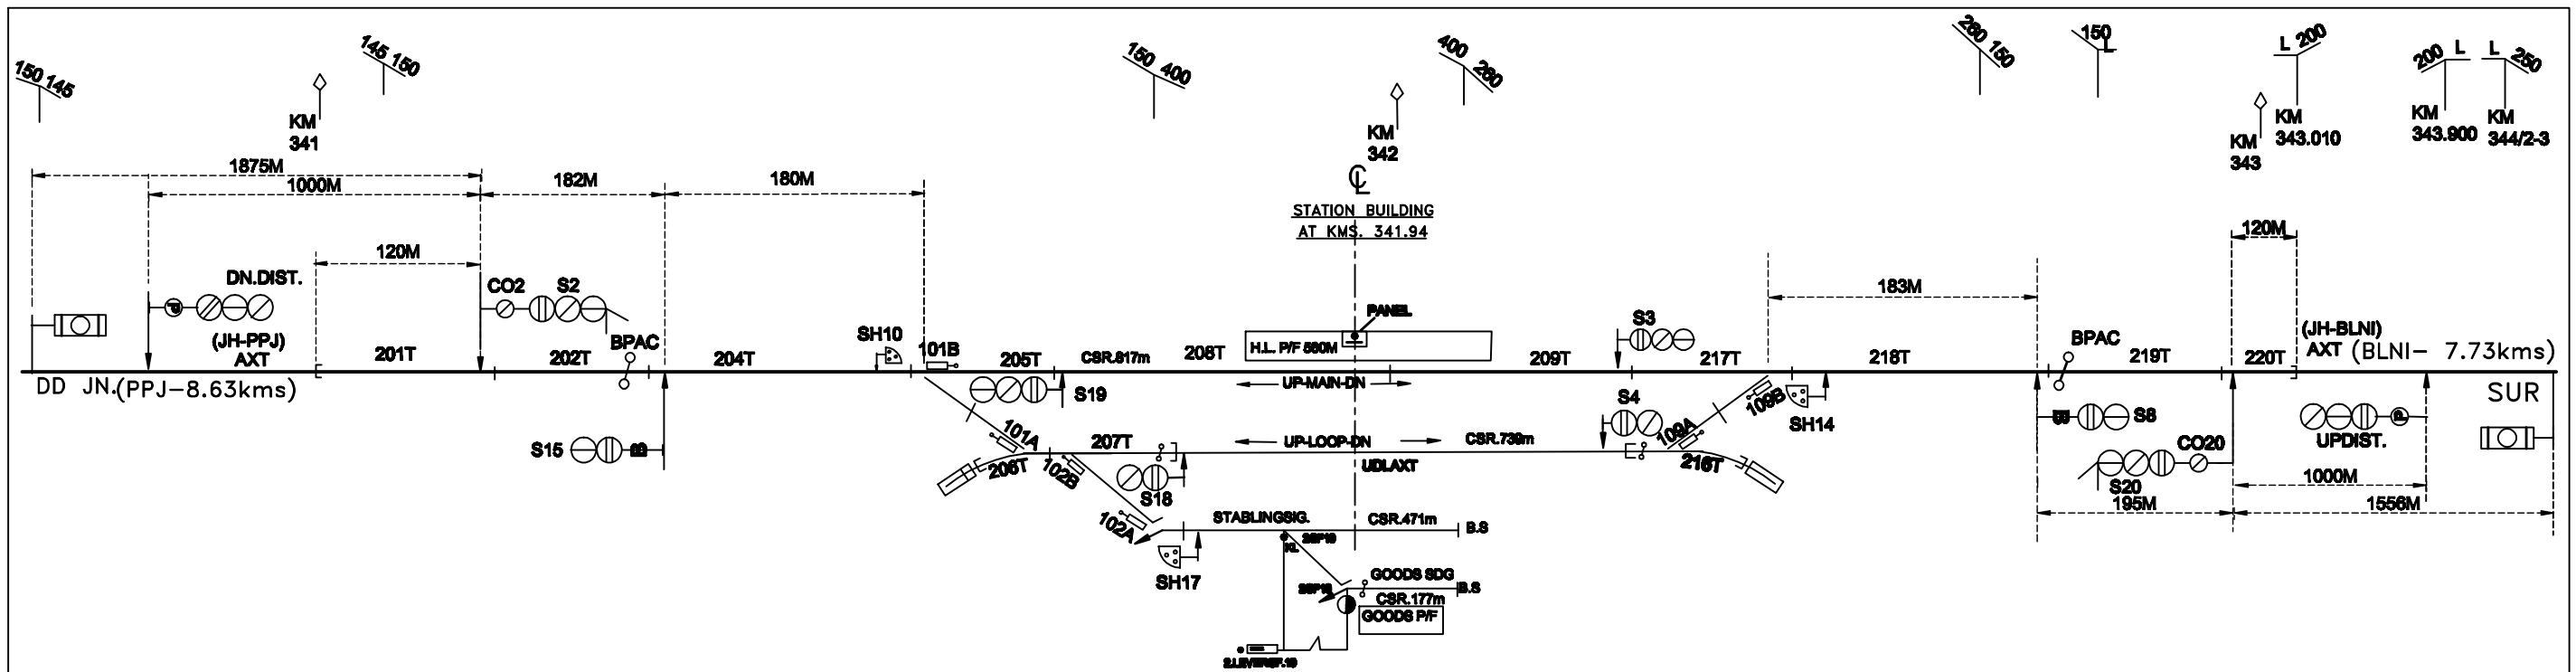 150 145
145 150
150 400
400 260
260 150
150 L
L 200
200 L
L 250
KM
341
KM
342
KM
343
KM
343.010
KM
343.900
KM
344/2-3
1875M
1000M
182M
180M
120M
STATION BUILDING
AT KMS. 341.94
183M
120M
DN.DIST.
P
CO2
S2
(JH-PPJ)
AXT
201T
202T
BPAC
204T
SH10
101B
205T
CSR.817m
208T
H.L. P/F 560M
PANEL
209T
S3
217T
218T
BPAC
219T
220T
(JH-BLNI)
AXT (BLNI- 7.73kms)
DD JN.(PPJ-8.63kms)
UP-MAIN-DN
SUR
S19
S4
109B
SH14
S8
S15
101A
207T
UP-LOOP-DN
CSR.739m
109A
UPDIST.
P
206T
102B
UDLAXT
216T
CO20
S18
S20
1000M
195M
1556M
102A
STABLINGSIG.
CSR.471m
B.S
SH17
KL
GOODS SDG
B.S
CSR.177m
GOODS P/F